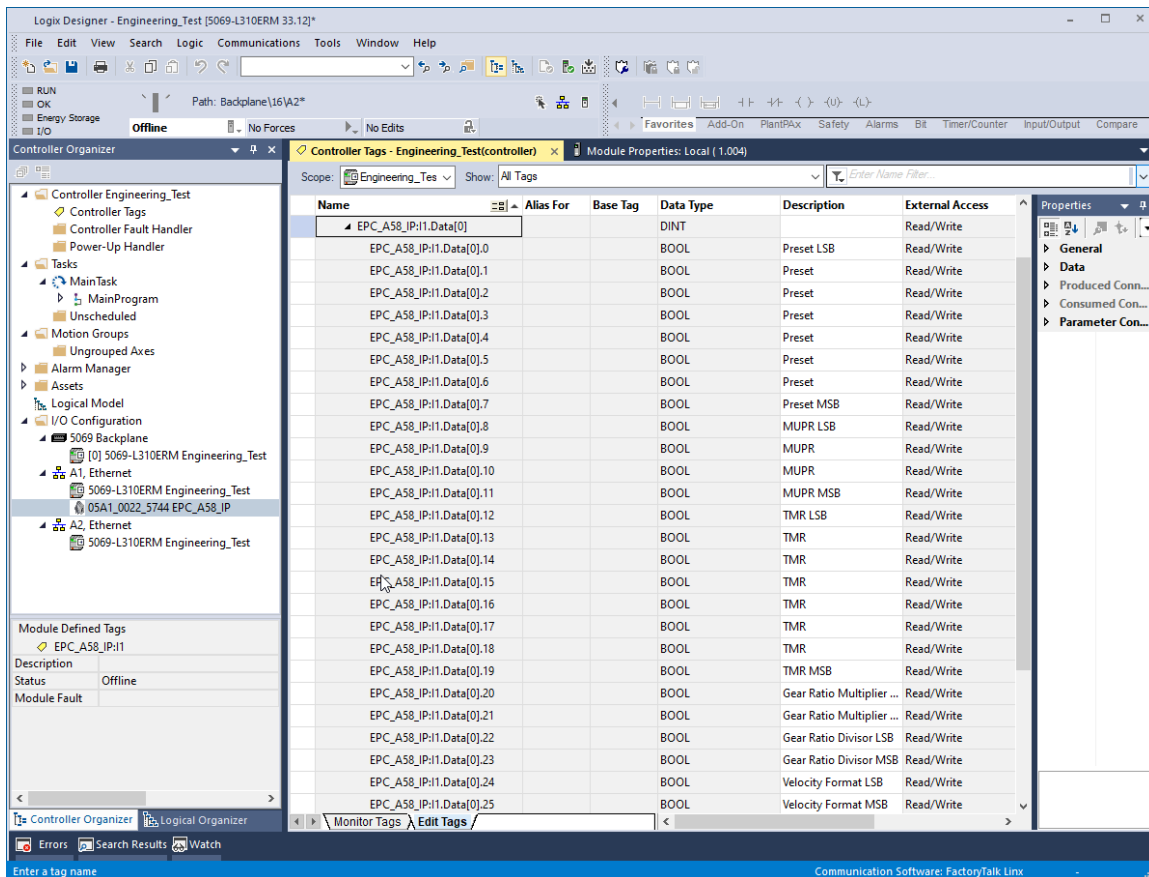 Logix Designer - Engineering_Test [5069-L310ERM 33.12]*
File Edit View Search Logic Communications Tools Window Help
RUN
OK
Energy Storage
I/O
Path: Backplane\16\A2*
Offline No Forces No Edits
Favorites Add-On PlantPAx Safety Alarms Bit Timer/Counter Input/Output Compare
Controller Organizer
Controller Engineering_Test
Controller Tags
Controller Fault Handler
Power-Up Handler
Tasks
MainTask
MainProgram
Unscheduled
Motion Groups
Ungrouped Axes
Alarm Manager
Assets
Logical Model
I/O Configuration
5069 Backplane
[0] 5069-L310ERM Engineering_Test
A1, Ethernet
5069-L310ERM Engineering_Test
05A1_0022_5744 EPC_A58_IP
A2, Ethernet
5069-L310ERM Engineering_Test
Module Defined Tags
EPC_A58_IP:I1
Description
Status Offline
Module Fault
Controller Organizer Logical Organizer
Controller Tags - Engineering_Test(controller) Module Properties: Local (1.004)
Scope: Engineering_Tes Show: All Tags Enter Name Filter...
Name Alias For Base Tag Data Type Description External Access
EPC_A58_IP:I1.Data[0] DINT Read/Write
EPC_A58_IP:I1.Data[0].0 BOOL Preset LSB Read/Write
EPC_A58_IP:I1.Data[0].1 BOOL Preset Read/Write
EPC_A58_IP:I1.Data[0].2 BOOL Preset Read/Write
EPC_A58_IP:I1.Data[0].3 BOOL Preset Read/Write
EPC_A58_IP:I1.Data[0].4 BOOL Preset Read/Write
EPC_A58_IP:I1.Data[0].5 BOOL Preset Read/Write
EPC_A58_IP:I1.Data[0].6 BOOL Preset Read/Write
EPC_A58_IP:I1.Data[0].7 BOOL Preset MSB Read/Write
EPC_A58_IP:I1.Data[0].8 BOOL MUPR LSB Read/Write
EPC_A58_IP:I1.Data[0].9 BOOL MUPR Read/Write
EPC_A58_IP:I1.Data[0].10 BOOL MUPR Read/Write
EPC_A58_IP:I1.Data[0].11 BOOL MUPR MSB Read/Write
EPC_A58_IP:I1.Data[0].12 BOOL TMR LSB Read/Write
EPC_A58_IP:I1.Data[0].13 BOOL TMR Read/Write
EPC_A58_IP:I1.Data[0].14 BOOL TMR Read/Write
EPC_A58_IP:I1.Data[0].15 BOOL TMR Read/Write
EPC_A58_IP:I1.Data[0].16 BOOL TMR Read/Write
EPC_A58_IP:I1.Data[0].17 BOOL TMR Read/Write
EPC_A58_IP:I1.Data[0].18 BOOL TMR Read/Write
EPC_A58_IP:I1.Data[0].19 BOOL TMR MSB Read/Write
EPC_A58_IP:I1.Data[0].20 BOOL Gear Ratio Multiplier ... Read/Write
EPC_A58_IP:I1.Data[0].21 BOOL Gear Ratio Multiplier ... Read/Write
EPC_A58_IP:I1.Data[0].22 BOOL Gear Ratio Divisor LSB Read/Write
EPC_A58_IP:I1.Data[0].23 BOOL Gear Ratio Divisor MSB Read/Write
EPC_A58_IP:I1.Data[0].24 BOOL Velocity Format LSB Read/Write
EPC_A58_IP:I1.Data[0].25 BOOL Velocity Format MSB Read/Write
Monitor Tags Edit Tags
Properties
General
Data
Produced Conn...
Consumed Con...
Parameter Con...
Errors Search Results Watch
Enter a tag name Communication Software: FactoryTalk Linx